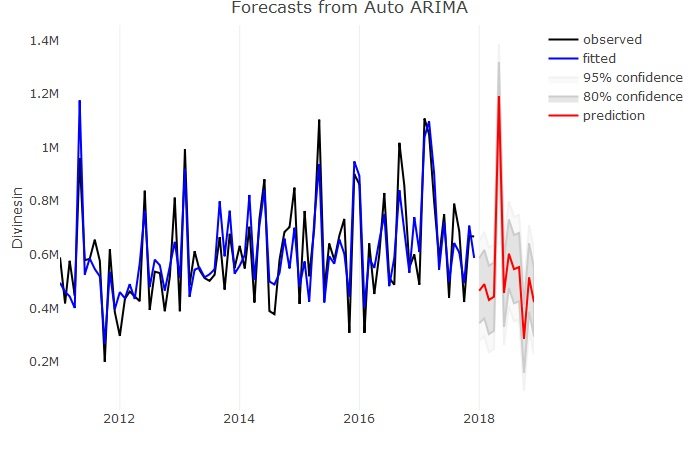 Forecasts from Auto ARIMA
1.4M
1.2M
1M
0.8M
0.6M
0.4M
0.2M
Divinesin
2012
2014
2016
2018
observed
fitted
95% confidence
80% confidence
prediction